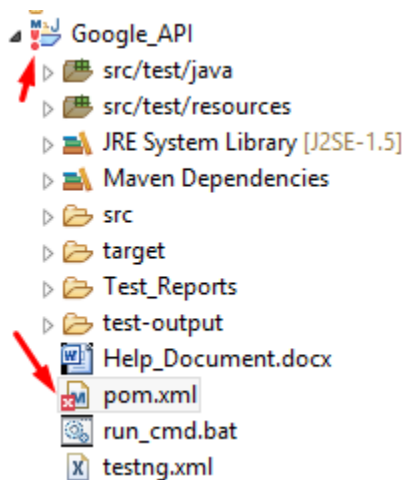 Google_API
src/test/java
src/test/resources
JRE System Library [J2SE-1.5]
Maven Dependencies
src
target
Test_Reports
test-output
Help_Document.docx
pom.xml
run_cmd.bat
testng.xml